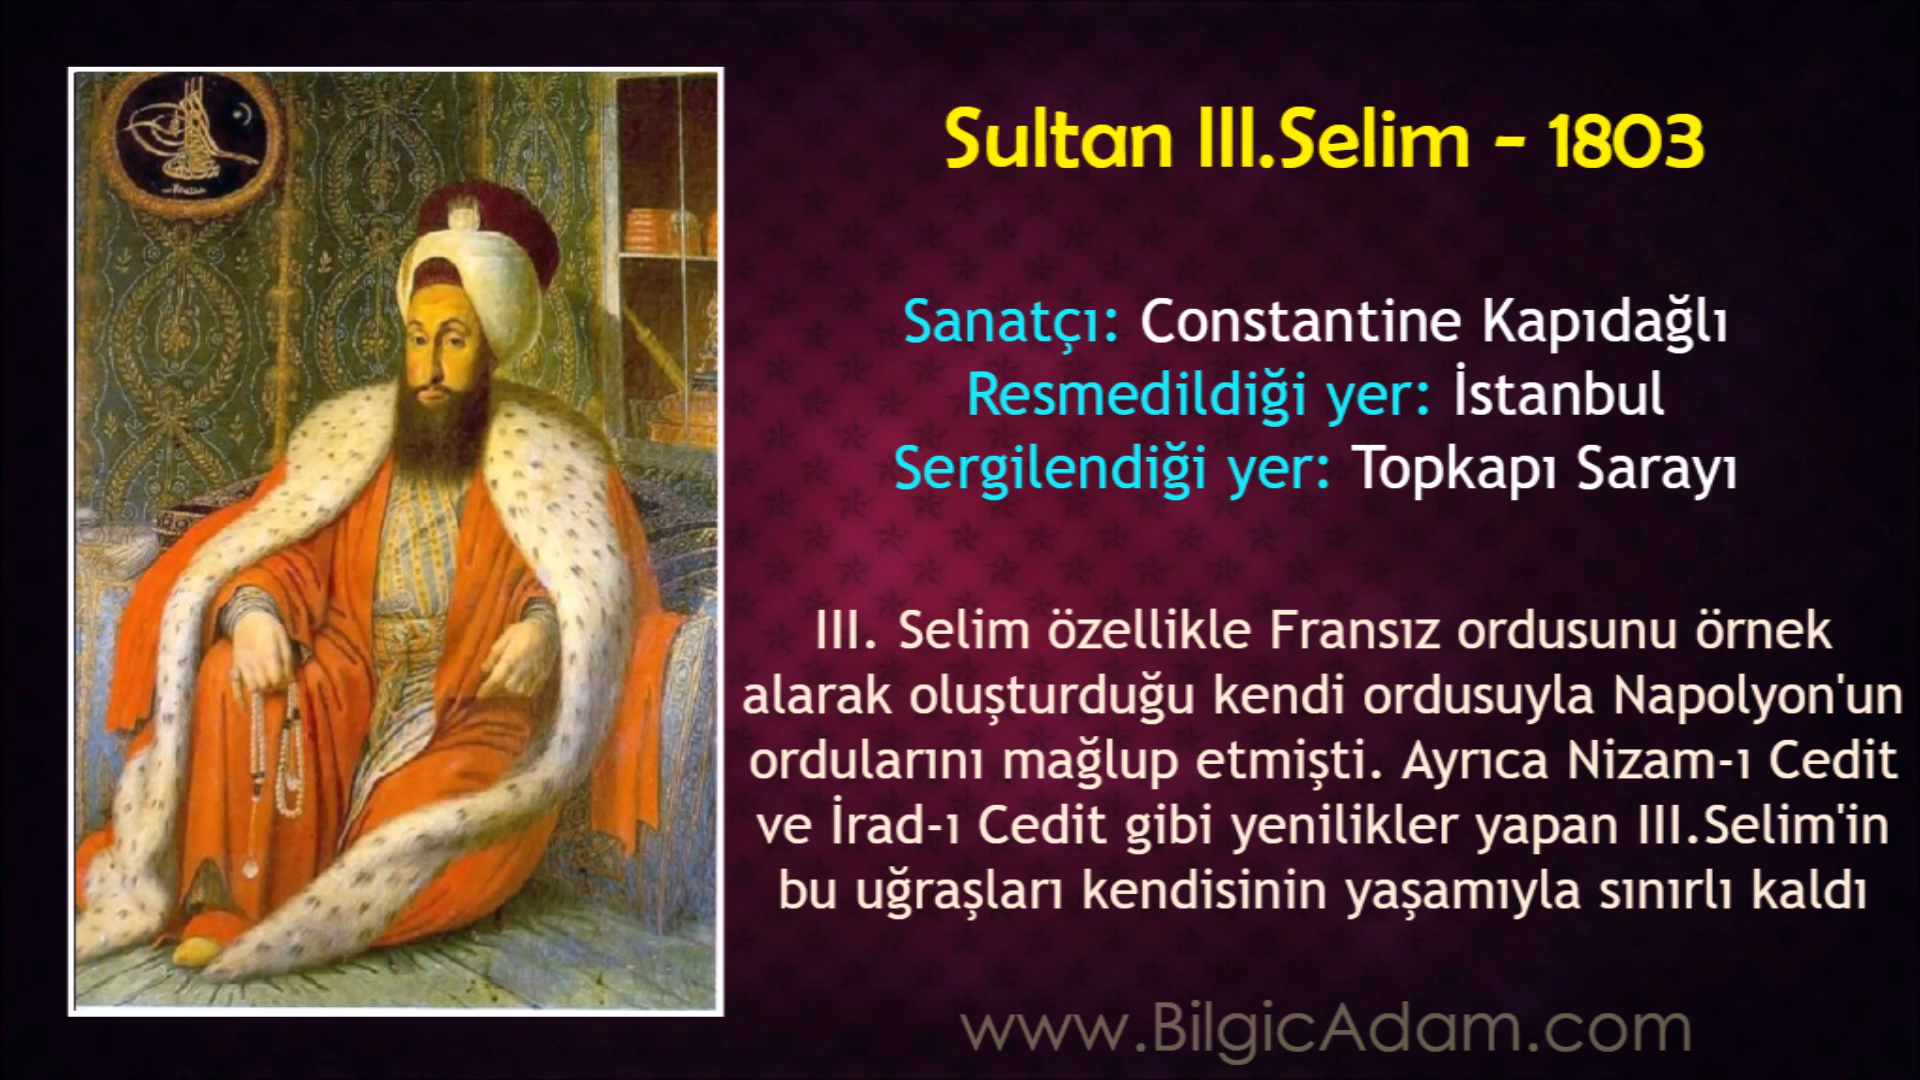 Sultan III.Selim - 1803
Sanatçı: Constantine Kapıdağlı
Resmedildiği yer: İstanbul
Sergilendiği yer: Topkapı Sarayı
III. Selim özellikle Fransız ordusunu örnek
alarak oluşturduğu kendi ordusuyla Napolyon'un
ordularını mağlup etmişti. Ayrıca Nizam-ı Cedit
ve İrad-ı Cedit gibi yenilikler yapan III.Selim'in
bu uğraşları kendisinin yaşamıyla sınırlı kaldı
www.BilgicAdam.com